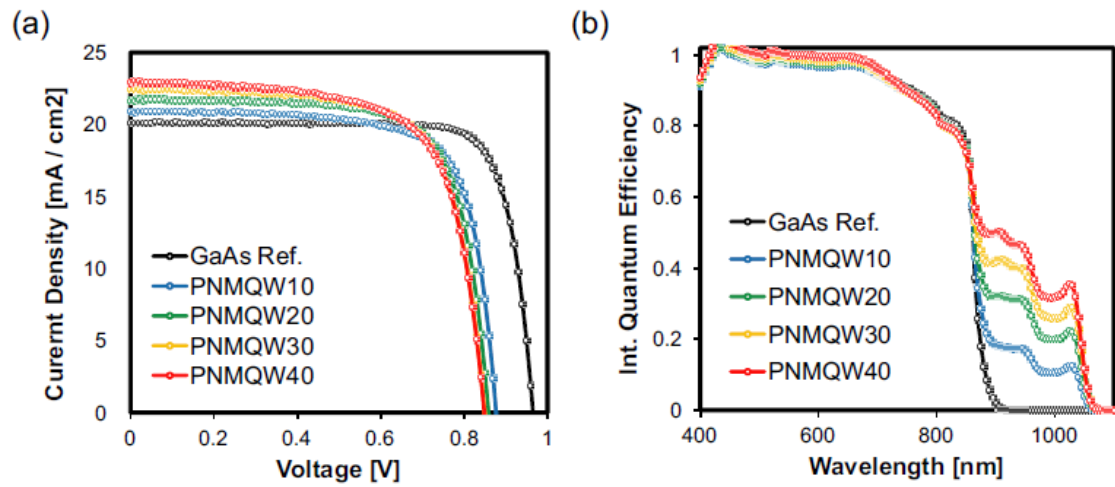 (a)
25
20
15
10
5
0
Curernt Density [mA / cm2]
GaAs Ref.
PNMQW10
PNMQW20
PNMQW30
PNMQW40
0 0.2 0.4 0.6 0.8 1
Voltage [V]
(b)
1
0.8
0.6
0.4
0.2
0
Int. Quantum Efficiency
GaAs Ref.
PNMQW10
PNMQW20
PNMQW30
PNMQW40
400 600 800 1000
Wavelength [nm]